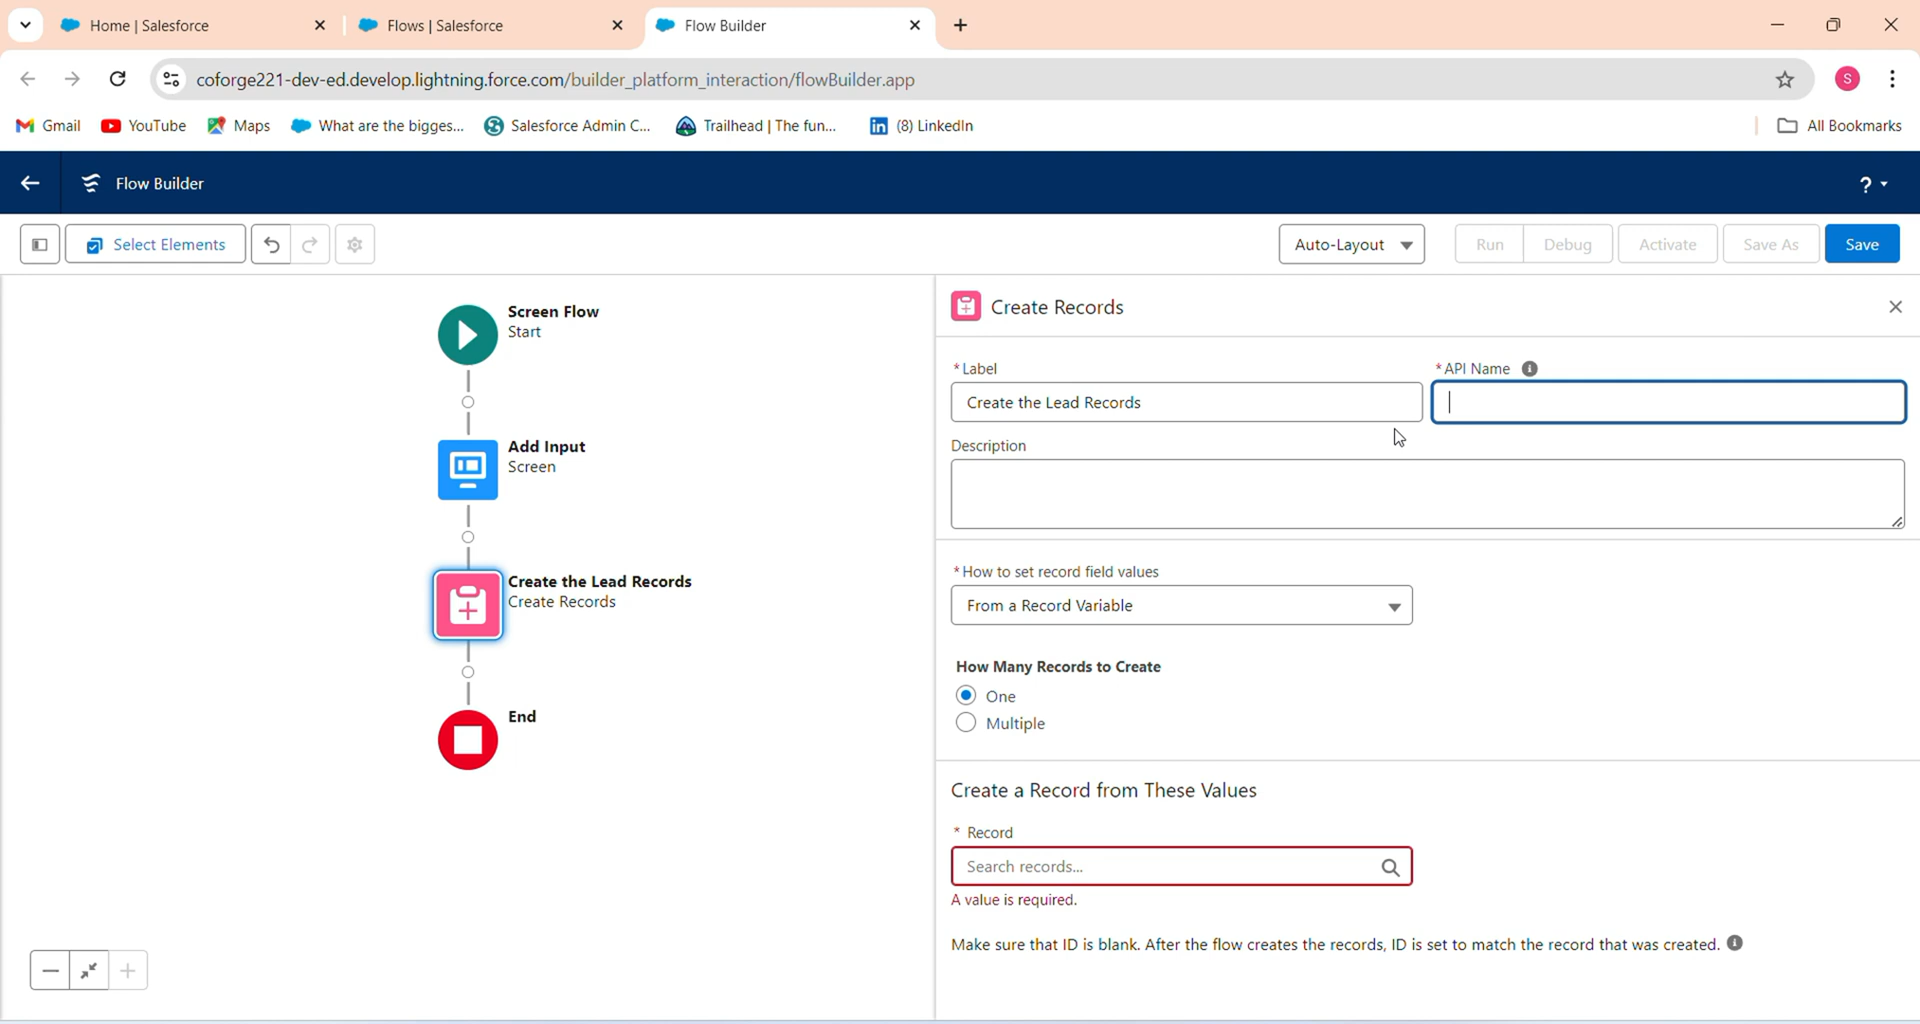 Home | Salesforce
Flows | Salesforce
Flow Builder
coforge221-dev-ed.develop.lightning.force.com/builder_platform_interaction/flowBuilder.app
S
Gmail
YouTube
Maps
What are the bigges...
Salesforce Admin C...
Trailhead | The fun...
(8) LinkedIn
All Bookmarks
Flow Builder
?
Select Elements
Auto-Layout
Run
Debug
Activate
Save As
Save
Screen Flow
Start
Add Input
Screen
Create the Lead Records
Create Records
End
Create Records
* Label
* API Name
Create the Lead Records
Description
* How to set record field values
From a Record Variable
How Many Records to Create
One
Multiple
Create a Record from These Values
* Record
Search records...
A value is required.
Make sure that ID is blank. After the flow creates the records, ID is set to match the record that was created.